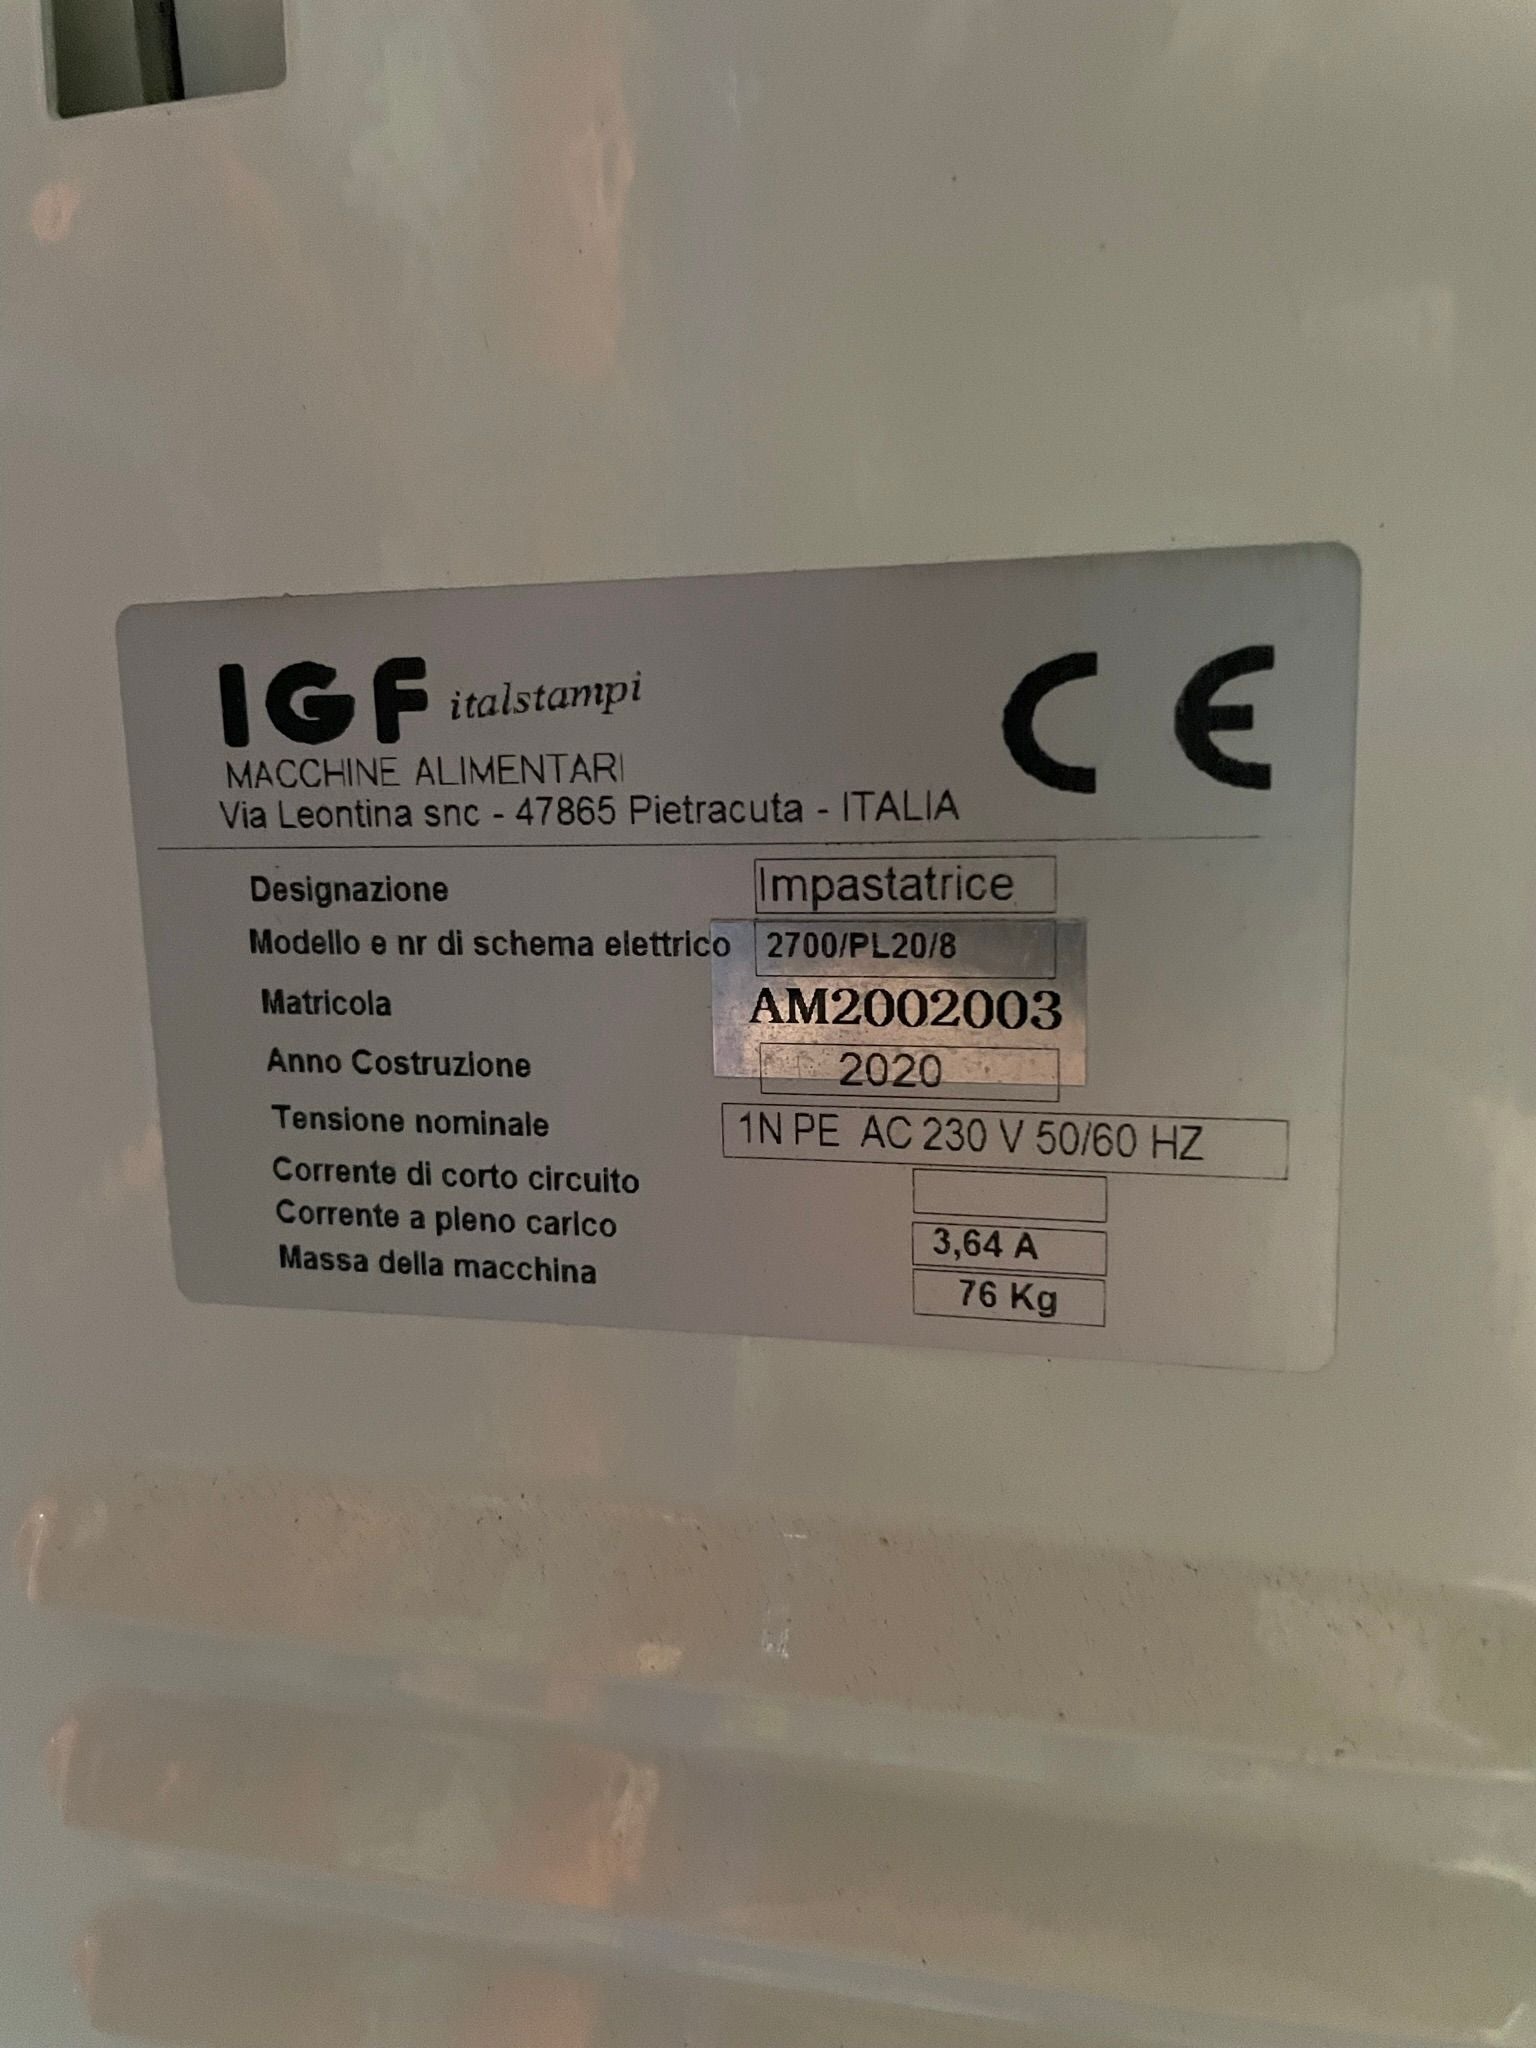 IGF italstampi
CE
MACCHINE ALIMENTARI
Via Leontina snc - 47865 Pietracuta - ITALIA
Designazione Impastatrice
Modello e nr di schema elettrico 2700/PL20/8
Matricola AM2002003
Anno Costruzione 2020
Tensione nominale 1N PE AC 230 V 50/60 HZ
Corrente di corto circuito
Corrente a pieno carico 3,64 A
Massa della macchina 76 Kg